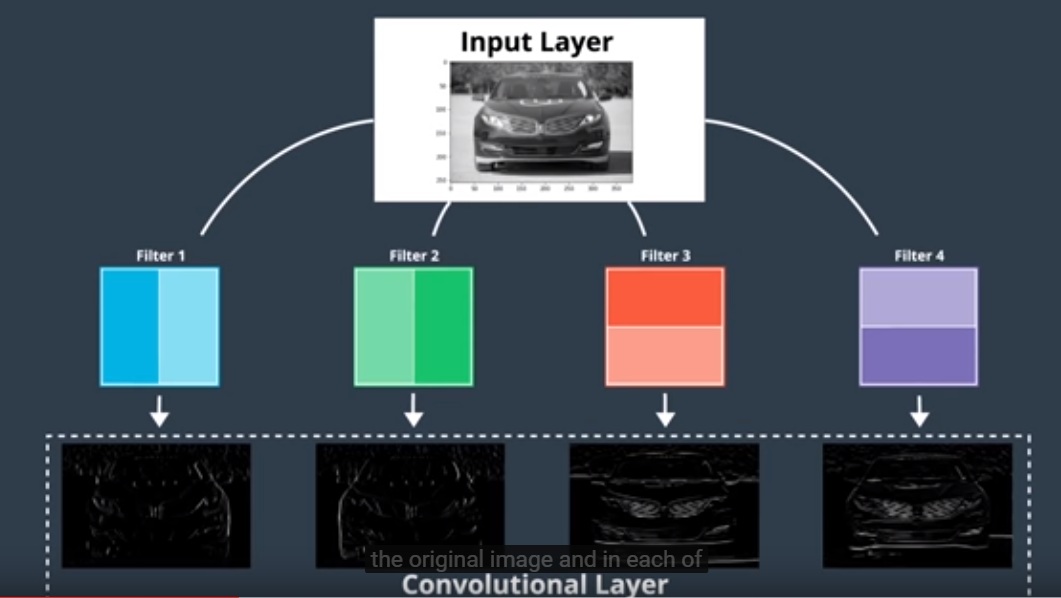 Input Layer
0
50
100
150
200
250
0 50 100 150 200 250 300 350
Filter 1 Filter 2 Filter 3 Filter 4
the original image and in each of
Convolutional Layer